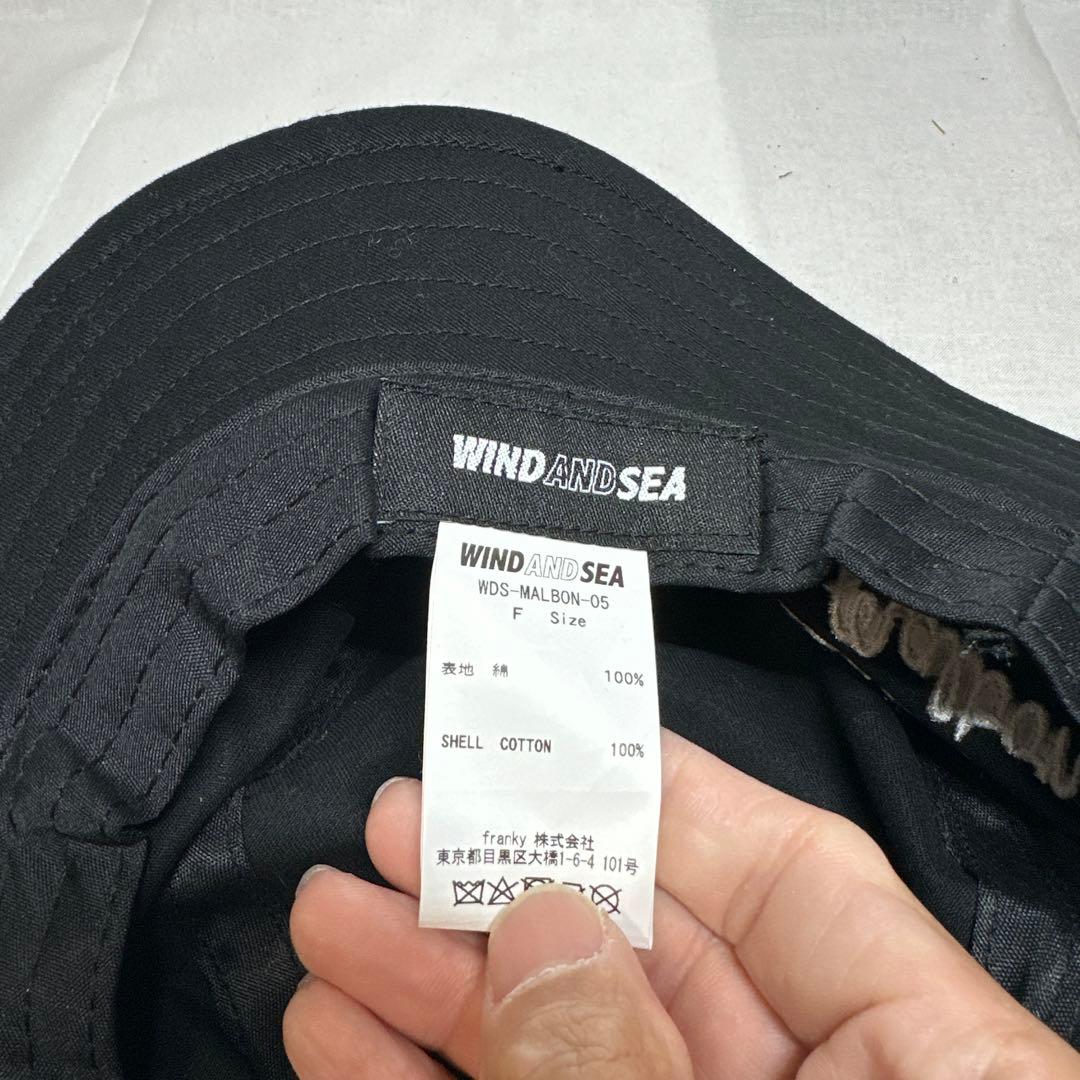 WINDANDSEA
WINDANDSEA
WDS-MALBON-05
F Size
表地 綿 100%
SHELL COTTON 100%
franky 株式会社
東京都目黒区大橋1-6-4 101号